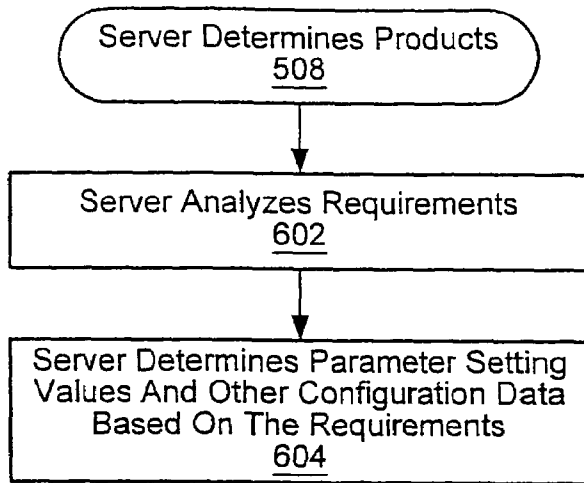 Server Determines Products
508
Server Analyzes Requirements
602
Server Determines Parameter Setting
Values And Other Configuration Data
Based On The Requirements
604